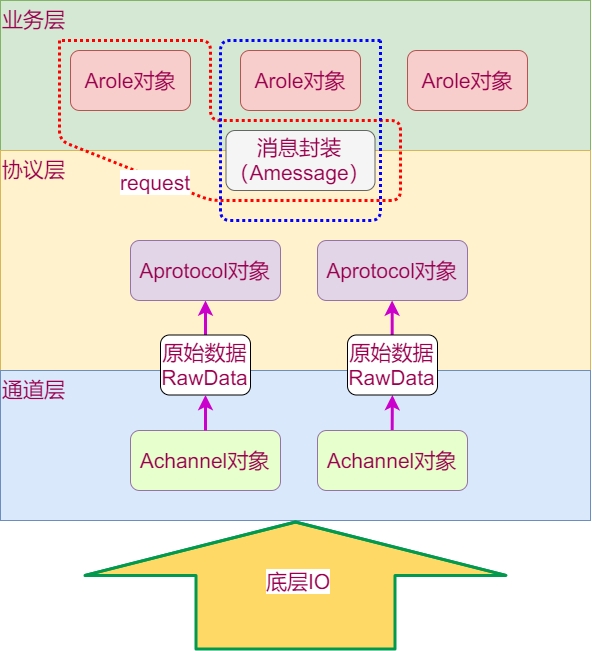 业务层
Arole对象
Arole对象
Arole对象
消息封装
（Amessage）
协议层
request
Aprotocol对象
Aprotocol对象
原始数据
RawData
原始数据
RawData
通道层
Achannel对象
Achannel对象
底层IO